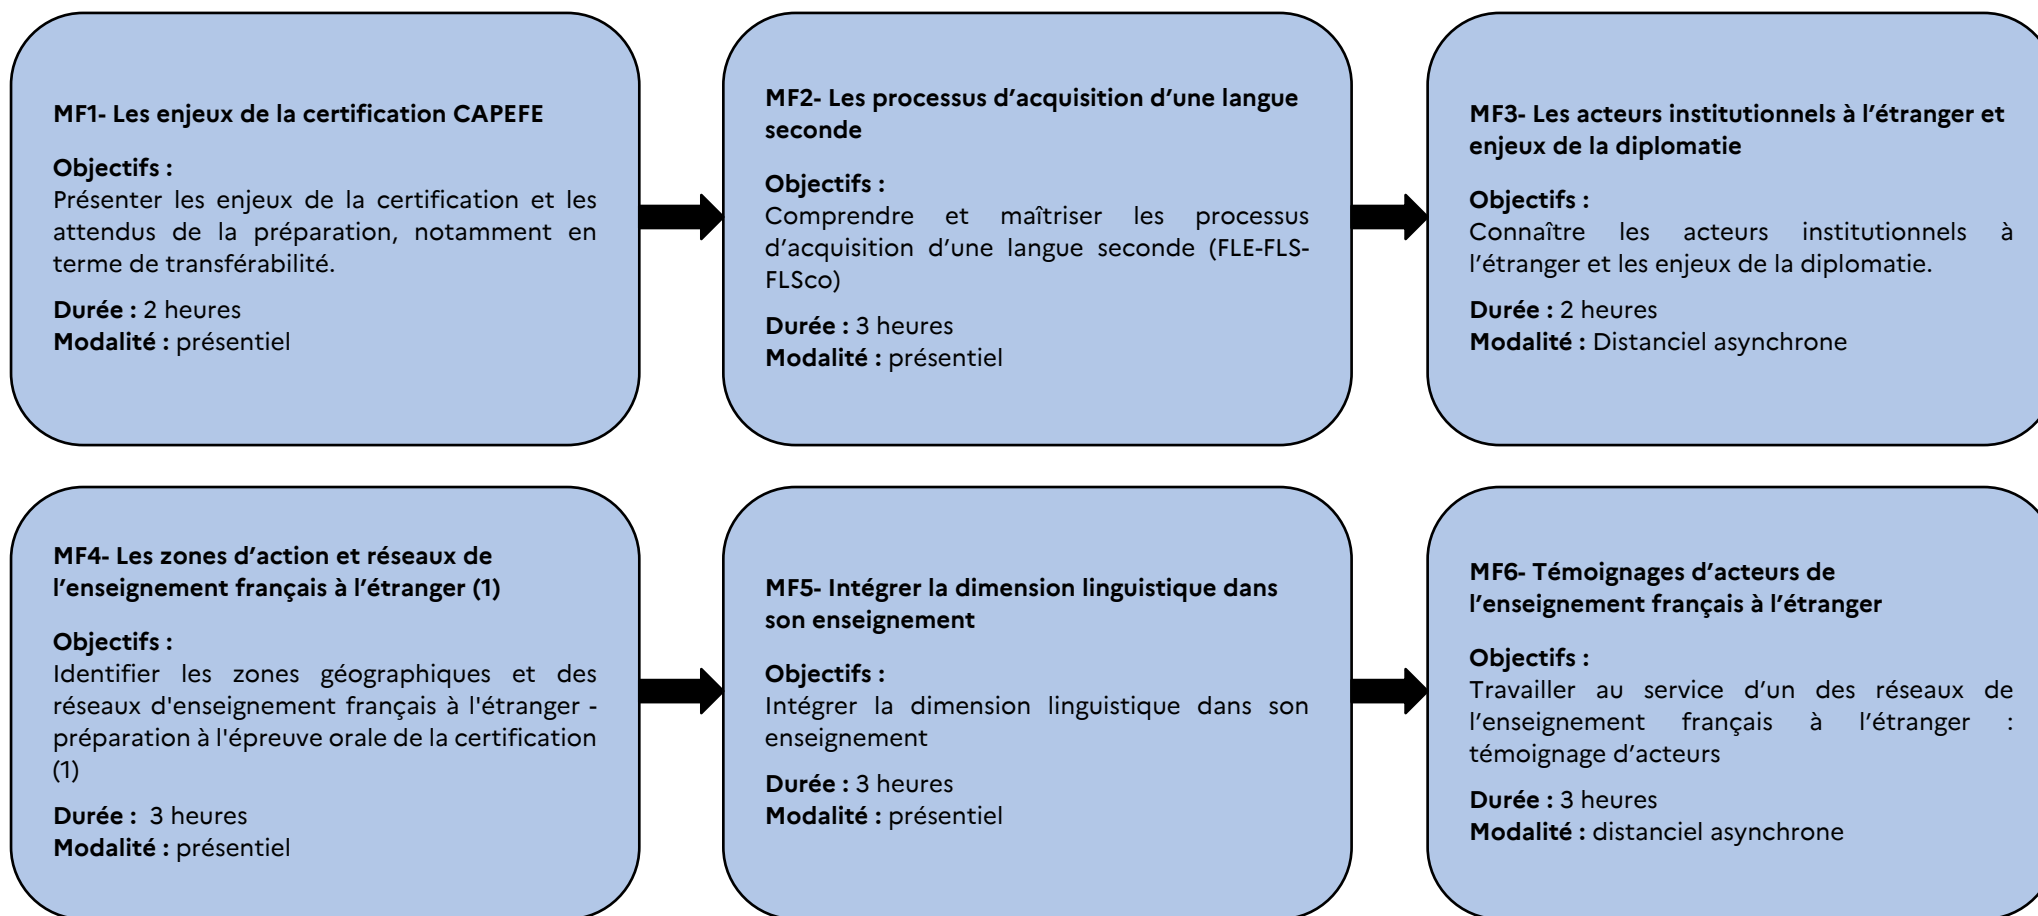 MF1- Les enjeux de la certification CAPEFE
Objectifs :
Présenter les enjeux de la certification et les
attendus de la préparation, notamment en
terme de transférabilité.
Durée : 2 heures
Modalité : présentiel
MF2- Les processus d’acquisition d’une langue
seconde
Objectifs :
Comprendre et maîtriser les processus
d’acquisition d’une langue seconde (FLE-FLS-
FLSco)
Durée : 3 heures
Modalité : présentiel
MF3- Les acteurs institutionnels à l’étranger et
enjeux de la diplomatie
Objectifs :
Connaître les acteurs institutionnels à
l’étranger et les enjeux de la diplomatie.
Durée : 2 heures
Modalité : Distanciel asynchrone
MF4- Les zones d’action et réseaux de
l’enseignement français à l’étranger (1)
Objectifs :
Identifier les zones géographiques et des
réseaux d'enseignement français à l'étranger -
préparation à l'épreuve orale de la certification
(1)
Durée : 3 heures
Modalité : présentiel
MF5- Intégrer la dimension linguistique dans
son enseignement
Objectifs :
Intégrer la dimension linguistique dans son
enseignement
Durée : 3 heures
Modalité : présentiel
MF6- Témoignages d’acteurs de
l’enseignement français à l’étranger
Objectifs :
Travailler au service d’un des réseaux de
l’enseignement français à l’étranger :
témoignage d’acteurs
Durée : 3 heures
Modalité : distanciel asynchrone